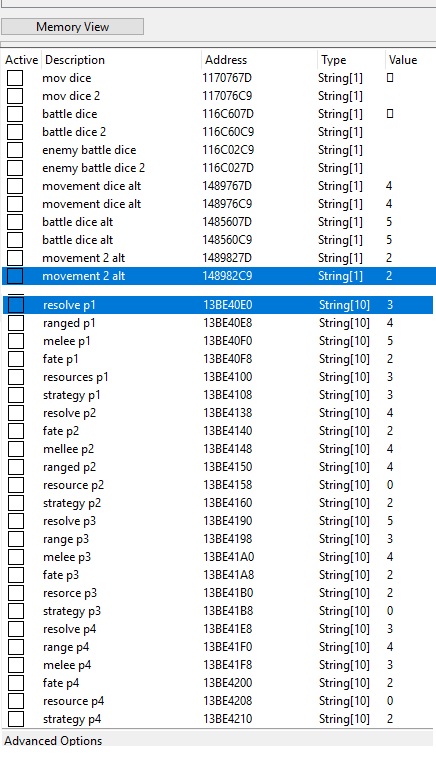 Memory View
Active Description Address Type Value
mov dice 1170767D String[1]
mov dice 2 117076C9 String[1]
battle dice 116C607D String[1]
battle dice 2 116C60C9 String[1]
enemy battle dice 116C02C9 String[1]
enemy battle dice 2 116C027D String[1]
movement dice alt 1489767D String[1] 4
movement dice alt 148976C9 String[1] 4
battle dice alt 1485607D String[1] 5
battle dice alt 148560C9 String[1] 5
movement 2 alt 1489827D String[1] 2
movement 2 alt 148982C9 String[1] 2
resolve p1 13BE40E0 String[10] 3
ranged p1 13BE40E8 String[10] 4
melee p1 13BE40F0 String[10] 5
fate p1 13BE40F8 String[10] 2
resources p1 13BE4100 String[10] 3
strategy p1 13BE4108 String[10] 3
resolve p2 13BE4138 String[10] 4
fate p2 13BE4140 String[10] 2
mellee p2 13BE4148 String[10] 4
ranged p2 13BE4150 String[10] 4
resource p2 13BE4158 String[10] 0
strategy p2 13BE4160 String[10] 2
resolve p3 13BE4190 String[10] 5
range p3 13BE4198 String[10] 3
melee p3 13BE41A0 String[10] 4
fate p3 13BE41A8 String[10] 2
resorce p3 13BE41B0 String[10] 2
strategy p3 13BE41B8 String[10] 0
resolve p4 13BE41E8 String[10] 3
range p4 13BE41F0 String[10] 4
melee p4 13BE41F8 String[10] 3
fate p4 13BE4200 String[10] 2
resource p4 13BE4208 String[10] 0
strategy p4 13BE4210 String[10] 2
Advanced Options